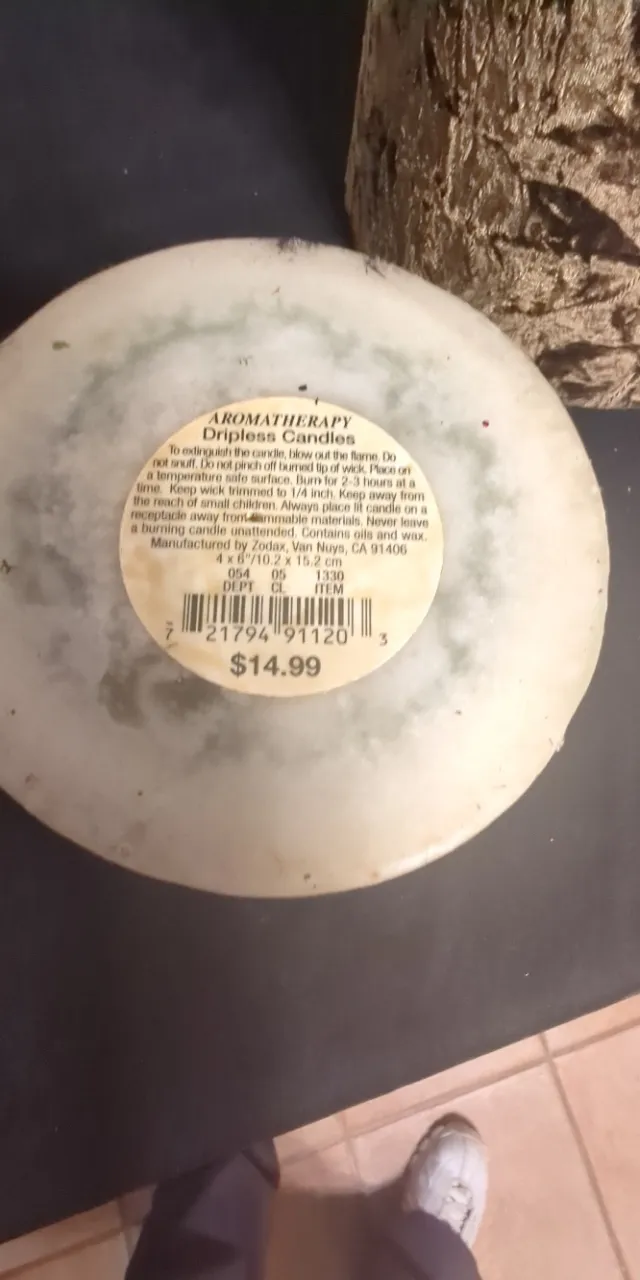 AROMATHERAPY
Dripless Candles
To extinguish the candle, blow out the flame. Do
not snuff. Do not pinch off burned tip of wick. Place on
a temperature safe surface. Burn for 2-3 hours at a
time. Keep wick trimmed to 1/4 inch. Keep away from
the reach of small children. Always place lit candle on a
receptacle away from flammable materials. Never leave
a burning candle unattended. Contains oils and wax.
Manufactured by Zodax, Van Nuys, CA 91406
4 x 6"/10.2 x 15.2 cm
054 05 1330
DEPT CL ITEM
7 21794 91120 3
$14.99